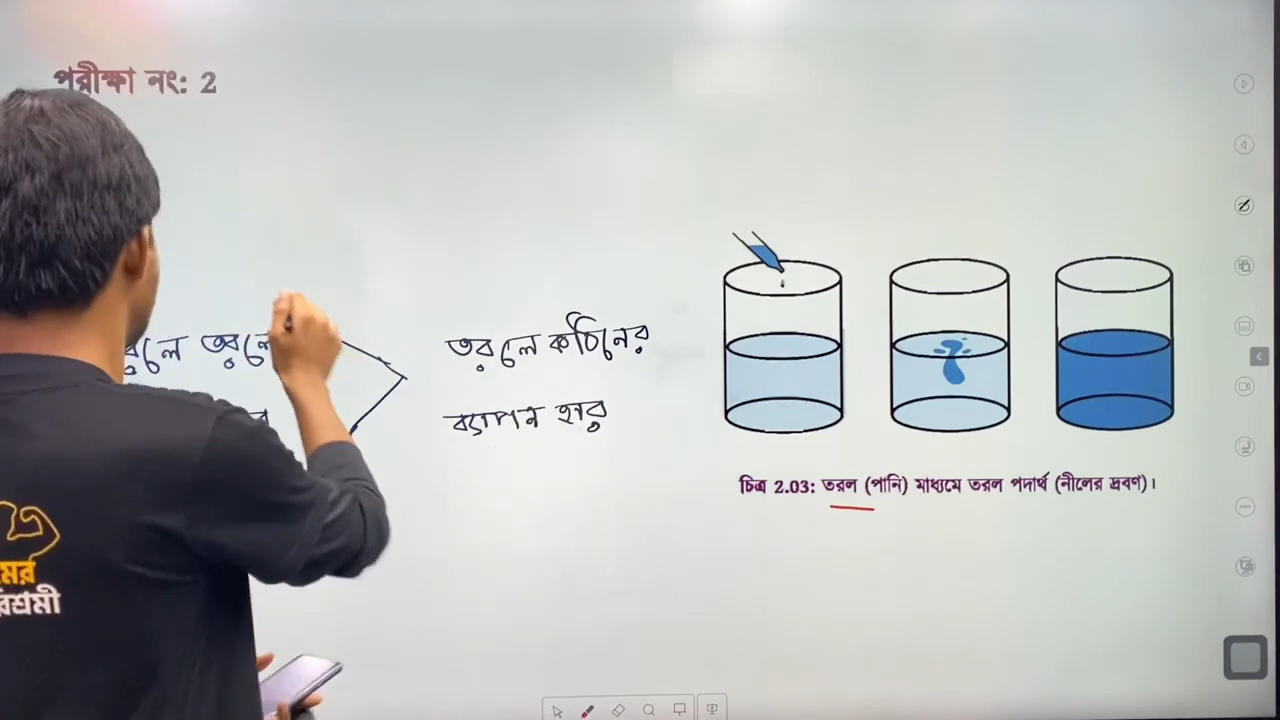 পরীক্ষা নং: 2
তরলে কঠিনের
ব্যাপন হার
চিত্র 2.03: তরল (পানি) মাধ্যমে তরল পদার্থ (নীলের দ্রবণ)।